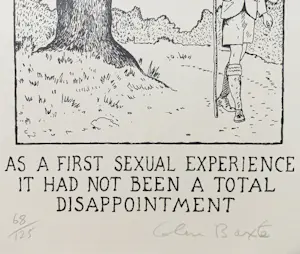 AS A FIRST SEXUAL EXPERIENCE
IT HAD NOT BEEN A TOTAL
DISAPPOINTMENT
68/125
Glen Baxter